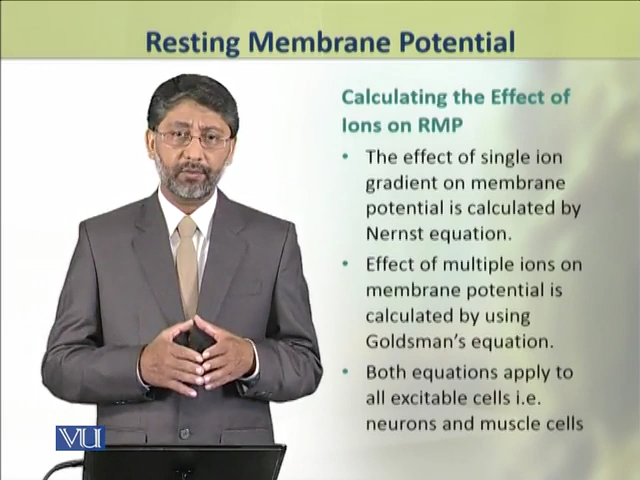 Resting Membrane Potential
Calculating the Effect of
Ions on RMP
• The effect of single ion
gradient on membrane
potential is calculated by
Nernst equation.
• Effect of multiple ions on
membrane potential is
calculated by using
Goldsman's equation.
• Both equations apply to
all excitable cells i.e.
neurons and muscle cells
VU